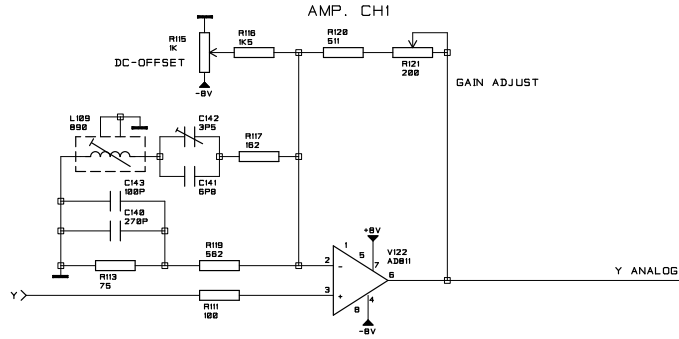 AMP. CH1
R115
1K
R116
1K5
R120
511
R121
200
DC-OFFSET
-8V
GAIN ADJUST
L109
890
C142
3P5
R117
162
C141
6P8
C143
100P
C140
270P
R119
562
R113
75
+8V
1
5
7
V122
AD811
2
-
6
3
+
4
8
-8V
Y ANALOG
Y
R111
100